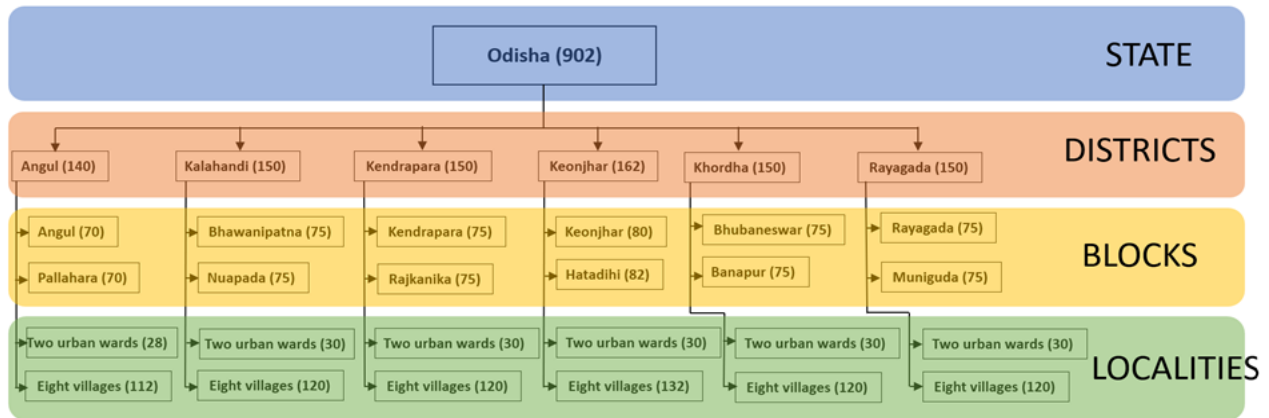 Odisha (902)
STATE
DISTRICTS
Angul (140)
Kalahandi (150)
Kendrapara (150)
Keonjhar (162)
Khordha (150)
Rayagada (150)
Angul (70)
Bhawanipatna (75)
Kendrapara (75)
Keonjhar (80)
Bhubaneswar (75)
Rayagada (75)
BLOCKS
Pallahara (70)
Nuapada (75)
Rajkanika (75)
Hatadihi (82)
Banapur (75)
Muniguda (75)
Two urban wards (28)
Two urban wards (30)
Two urban wards (30)
Two urban wards (30)
Two urban wards (30)
Two urban wards (30)
LOCALITIES
Eight villages (112)
Eight villages (120)
Eight villages (120)
Eight villages (132)
Eight villages (120)
Eight villages (120)